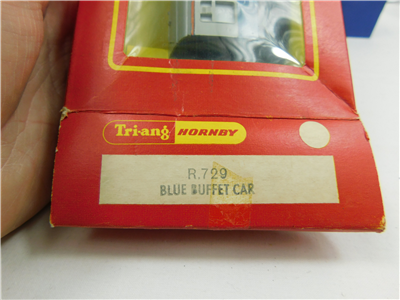 Tri-ang HORNBY
R.729
BLUE BUFFET CAR